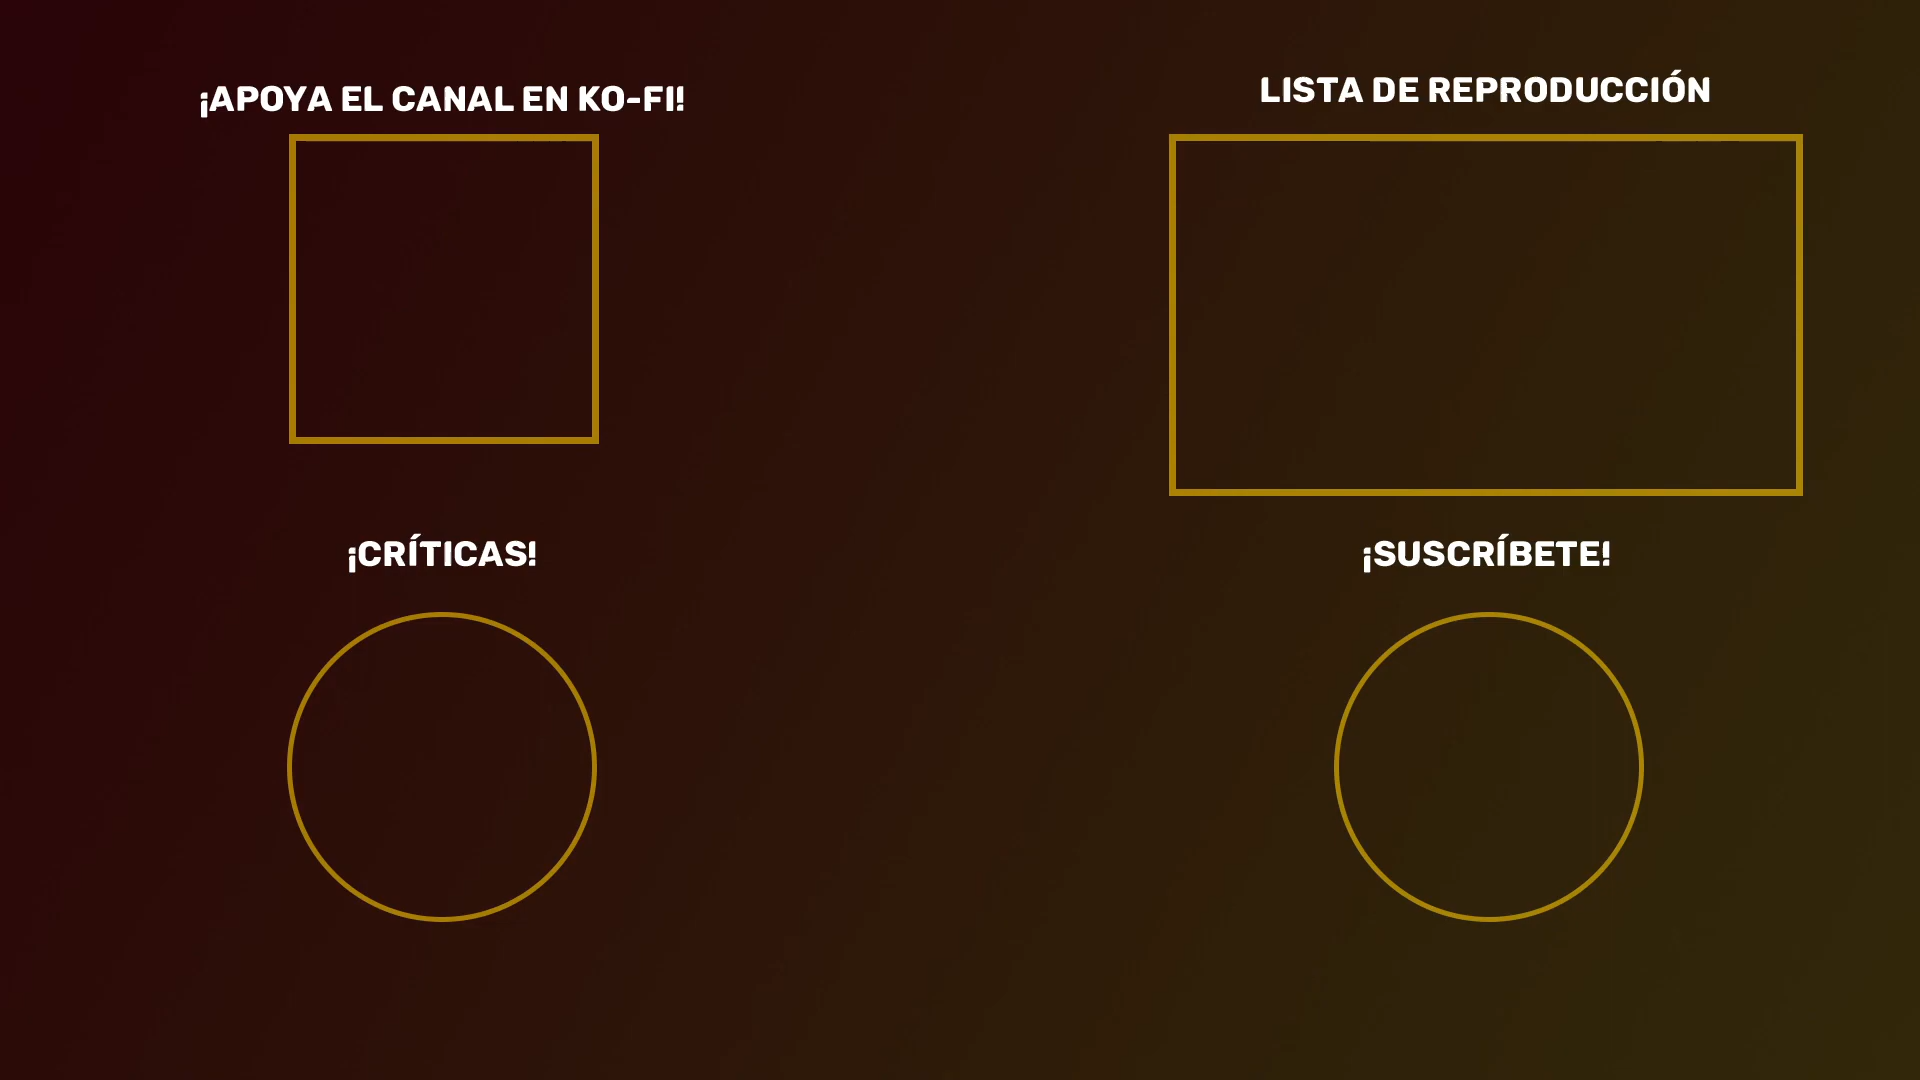 ¡APOYA EL CANAL EN KO-FI!
LISTA DE REPRODUCCIÓN
¡CRÍTICAS!
¡SUSCRÍBETE!